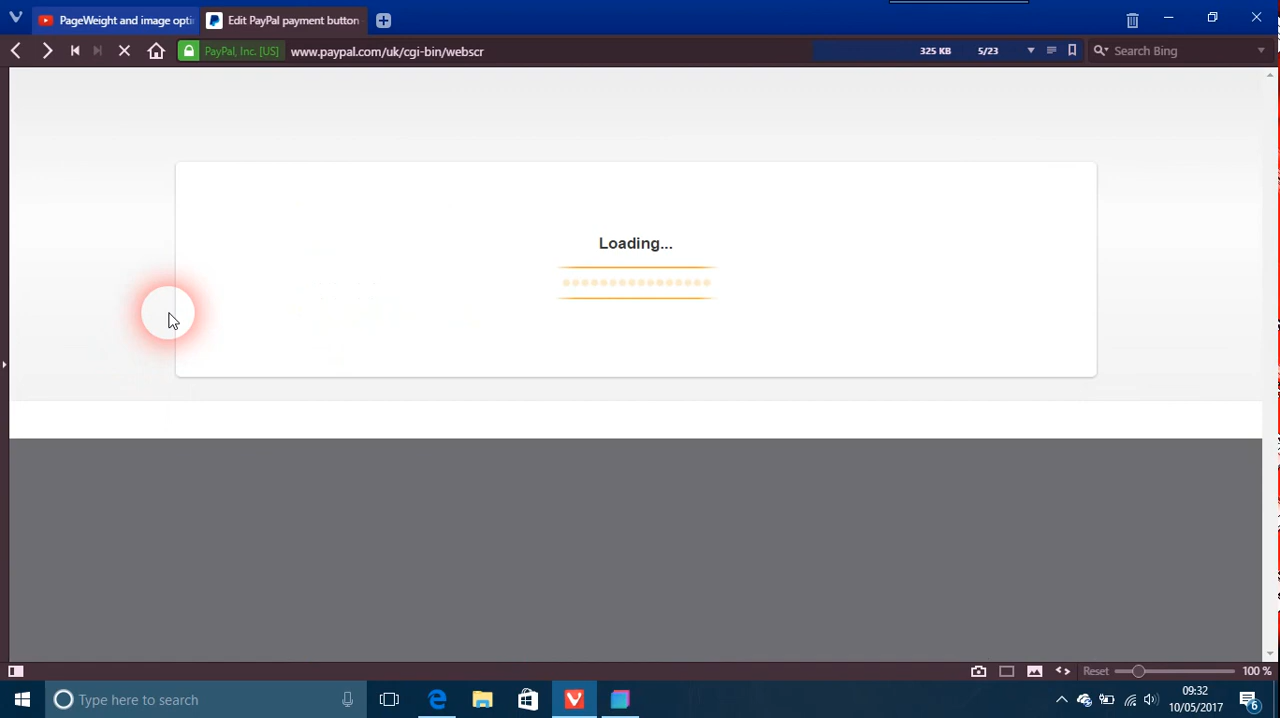 PageWeight and image opti
Edit PayPal payment button -
PayPal, Inc. [US]
www.paypal.com/uk/cgi-bin/webscr
325 KB
5/23
Search Bing
Loading...
Reset
100 %
Type here to search
09:32
10/05/2017
6